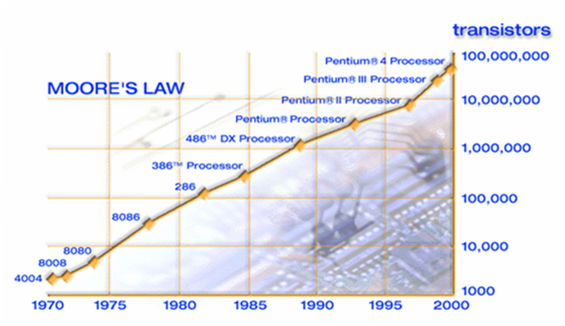 transistors
MOORE'S LAW
Pentium® 4 Processor
100,000,000
Pentium® III Processor
Pentium® II Processor
10,000,000
Pentium® Processor
486™ DX Processor
1,000,000
386™ Processor
286
100,000
8086
8080
10,000
8008
4004
1000
1970 1975 1980 1985 1990 1995 2000